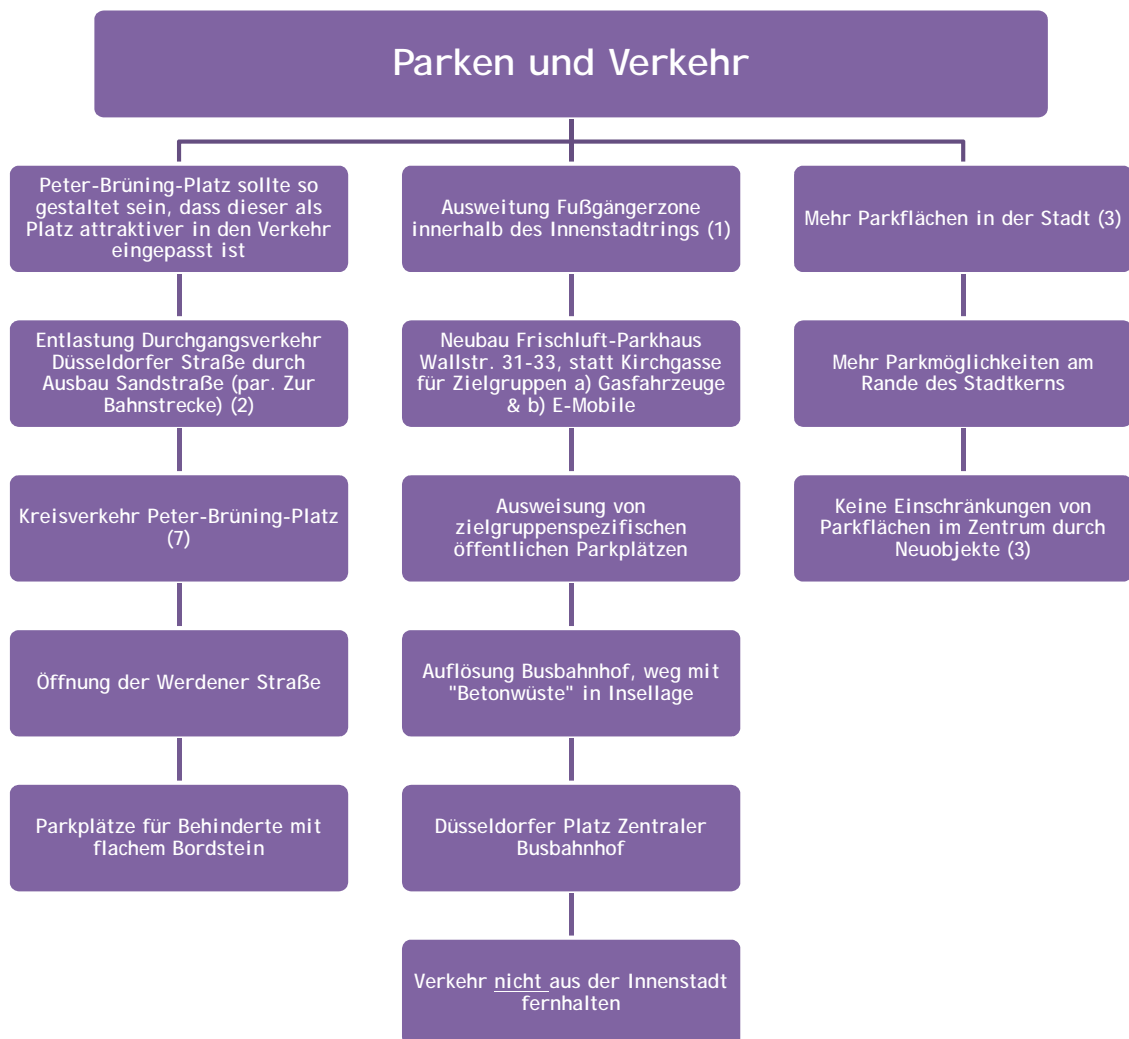 Parken und Verkehr
Peter-Brüning-Platz sollte so
gestaltet sein, dass dieser als
Platz attraktiver in den Verkehr
eingepasst ist
Entlastung Durchgangsverkehr
Düsseldorfer Straße durch
Ausbau Sandstraße (par. Zur
Bahnstrecke) (2)
Kreisverkehr Peter-Brüning-Platz
(7)
Öffnung der Werdener Straße
Parkplätze für Behinderte mit
flachem Bordstein
Ausweitung Fußgängerzone
innerhalb des Innenstadtrings (1)
Neubau Frischluft-Parkhaus
Wallstr. 31-33, statt Kirchgasse
für Zielgruppen a) Gasfahrzeuge
& b) E-Mobile
Ausweisung von
zielgruppenspezifischen
öffentlichen Parkplätzen
Auflösung Busbahnhof, weg mit
"Betonwüste" in Insellage
Düsseldorfer Platz Zentraler
Busbahnhof
Verkehr nicht aus der Innenstadt
fernhalten
Mehr Parkflächen in der Stadt (3)
Mehr Parkmöglichkeiten am
Rande des Stadtkerns
Keine Einschränkungen von
Parkflächen im Zentrum durch
Neuobjekte (3)